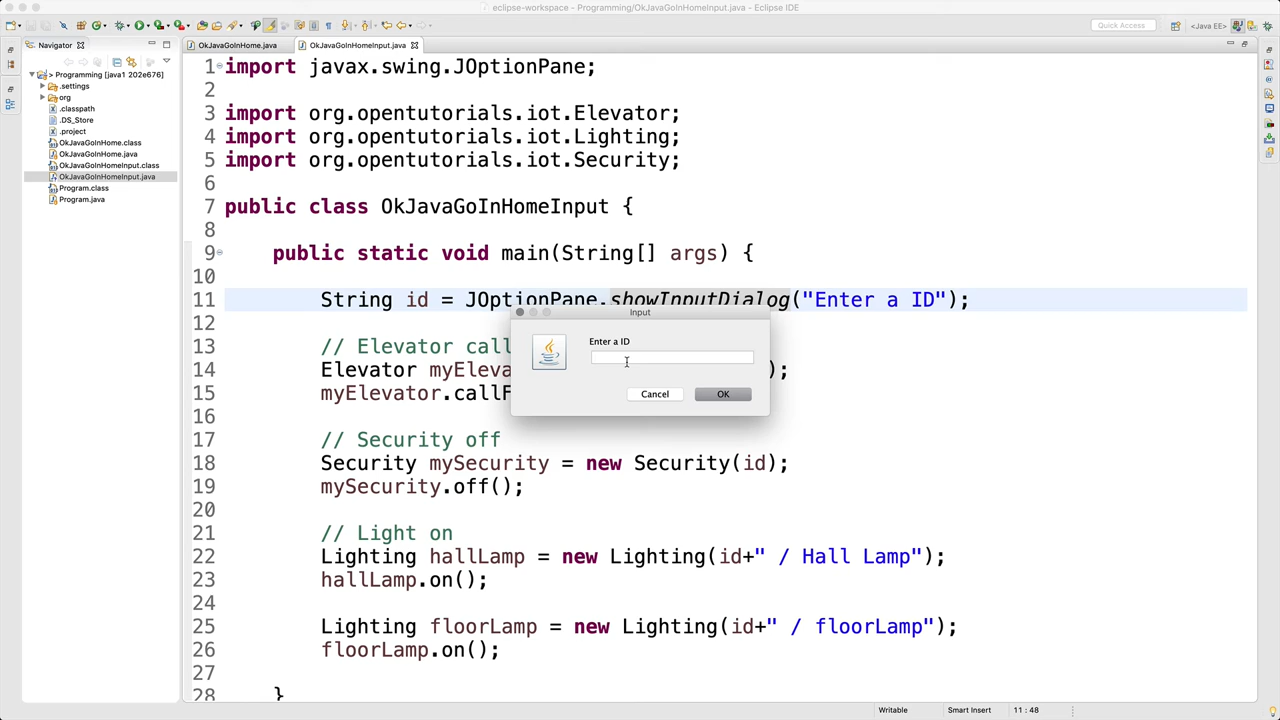 eclipse-workspace - Programming/OkJavaGoInHomeInput.java - Eclipse IDE
Quick Access
<Java EE>
Navigator
OkJavaGoInHome.java
OkJavaGoInHomeInput.java
> Programming [java1 202e676]
.settings
org
.classpath
.DS_Store
.project
OkJavaGoInHome.class
OkJavaGoInHome.java
OkJavaGoInHomeInput.class
OkJavaGoInHomeInput.java
Program.class
Program.java
1 import javax.swing.JOptionPane;
2
3 import org.opentutorials.iot.Elevator;
4 import org.opentutorials.iot.Lighting;
5 import org.opentutorials.iot.Security;
6
7 public class OkJavaGoInHomeInput {
8
9 public static void main(String[] args) {
10
11 String id = JOptionPane.showInputDialog("Enter a ID");
12
13 // Elevator call
14 Elevator myEleva );
15 myElevator.callF
16
17 // Security off
18 Security mySecurity = new Security(id);
19 mySecurity.off();
20
21 // Light on
22 Lighting hallLamp = new Lighting(id+" / Hall Lamp");
23 hallLamp.on();
24
25 Lighting floorLamp = new Lighting(id+" / floorLamp");
26 floorLamp.on();
27
28 }
Input
Enter a ID
Cancel
OK
Writable
Smart Insert
11 : 48